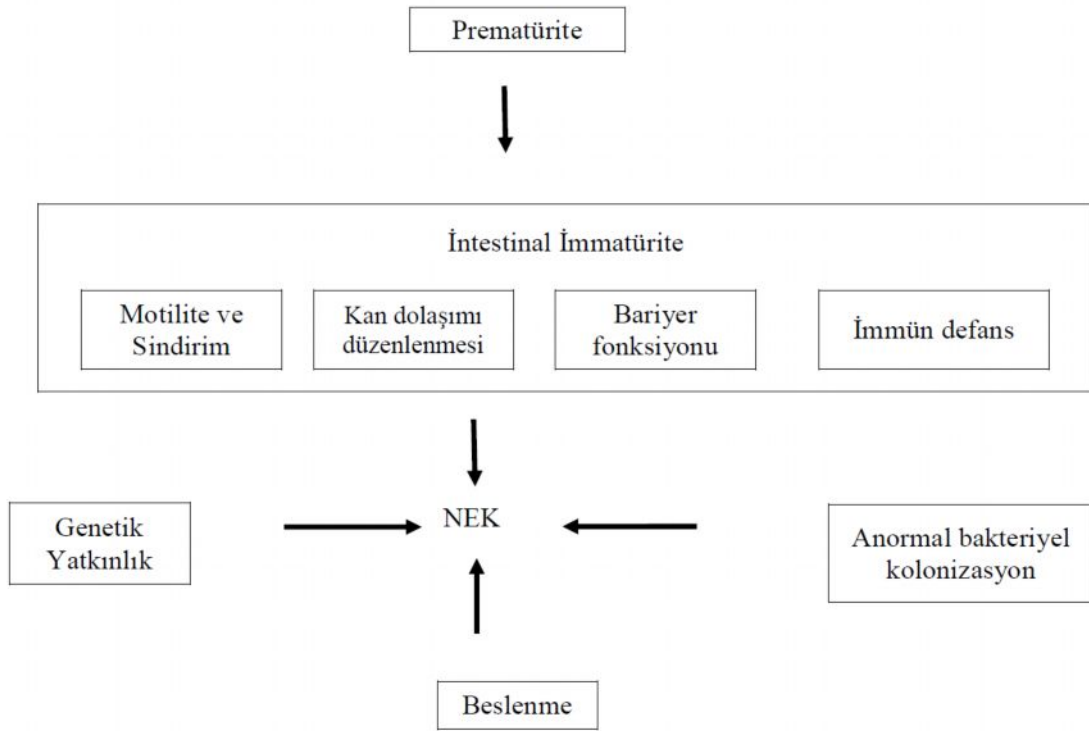 Prematürite
İntestinal İmmatürite
Motilite ve
Sindirim
Kan dolaşımı
düzenlenmesi
Bariyer
fonksiyonu
İmmün defans
Genetik
Yatkınlık
NEK
Anormal bakteriyel
kolonizasyon
Beslenme